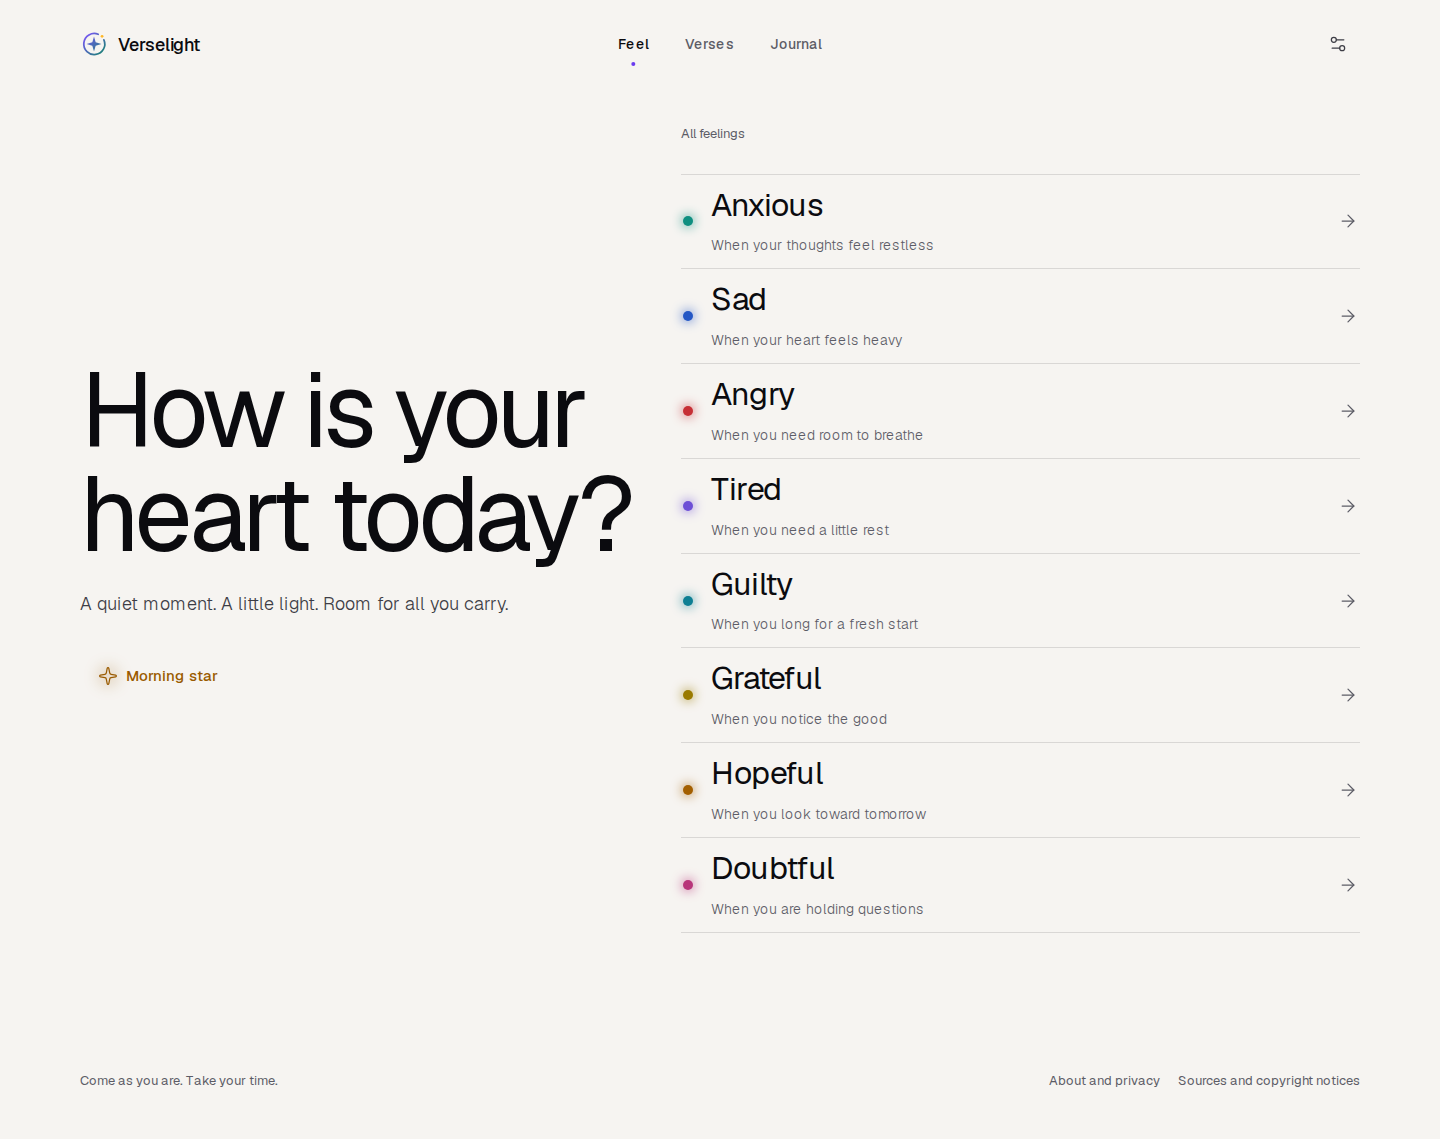 Verselight
Feel
Verses
Journal
How is your
heart today?
A quiet moment. A little light. Room for all you carry.
Morning star
All feelings
Anxious
When your thoughts feel restless
Sad
When your heart feels heavy
Angry
When you need room to breathe
Tired
When you need a little rest
Guilty
When you long for a fresh start
Grateful
When you notice the good
Hopeful
When you look toward tomorrow
Doubtful
When you are holding questions
Come as you are. Take your time.
About and privacy
Sources and copyright notices